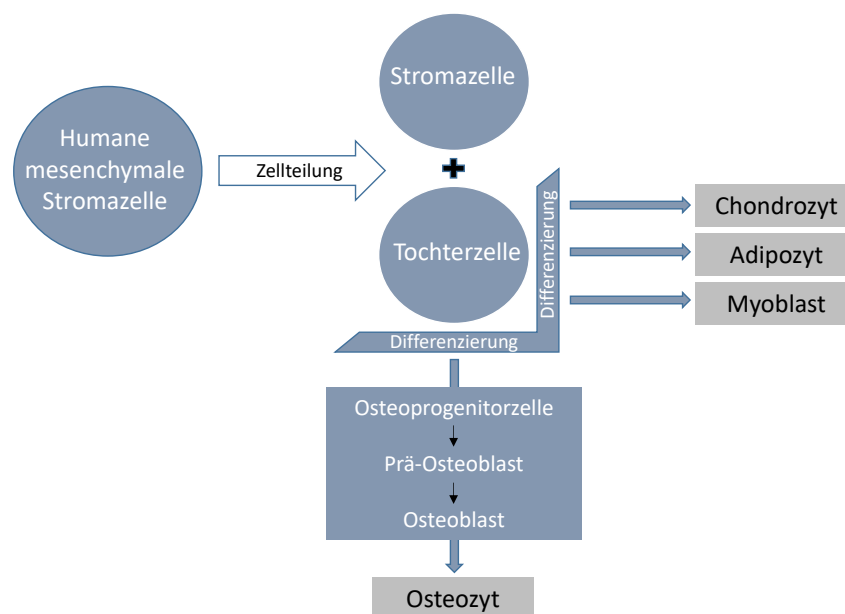 Stromazelle
Humane
mesenchymale
Stromazelle
Zellteilung
Tochterzelle
Differenzierung
Differenzierung
Chondrozyt
Adipozyt
Myoblast
Osteoprogenitorzelle
Prä-Osteoblast
Osteoblast
Osteozyt